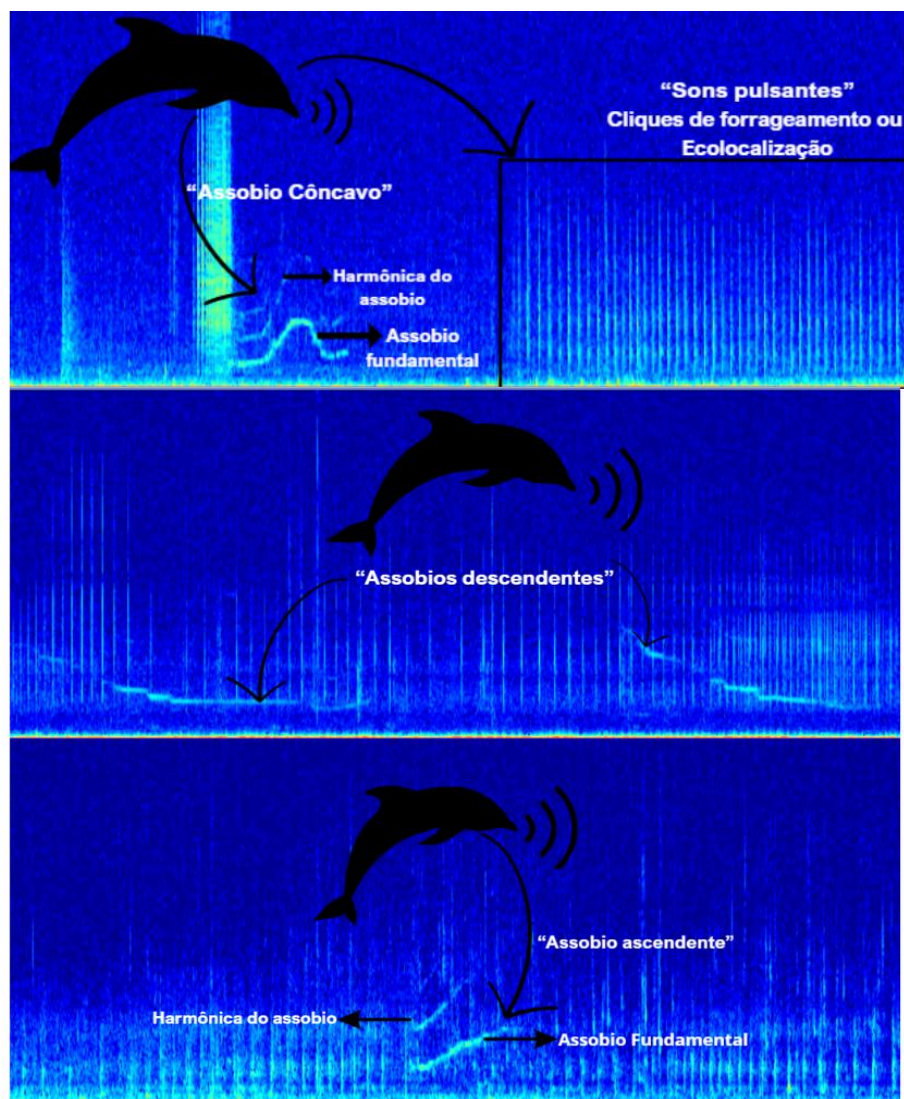 “Sons pulsantes”
Cliques de forrageamento ou
Ecolocalização
“Assobio Côncavo”
Harmônica do
assobio
Assobio
fundamental
“Assobios descendentes”
“Assobio ascendente”
Harmônica do assobio
Assobio Fundamental